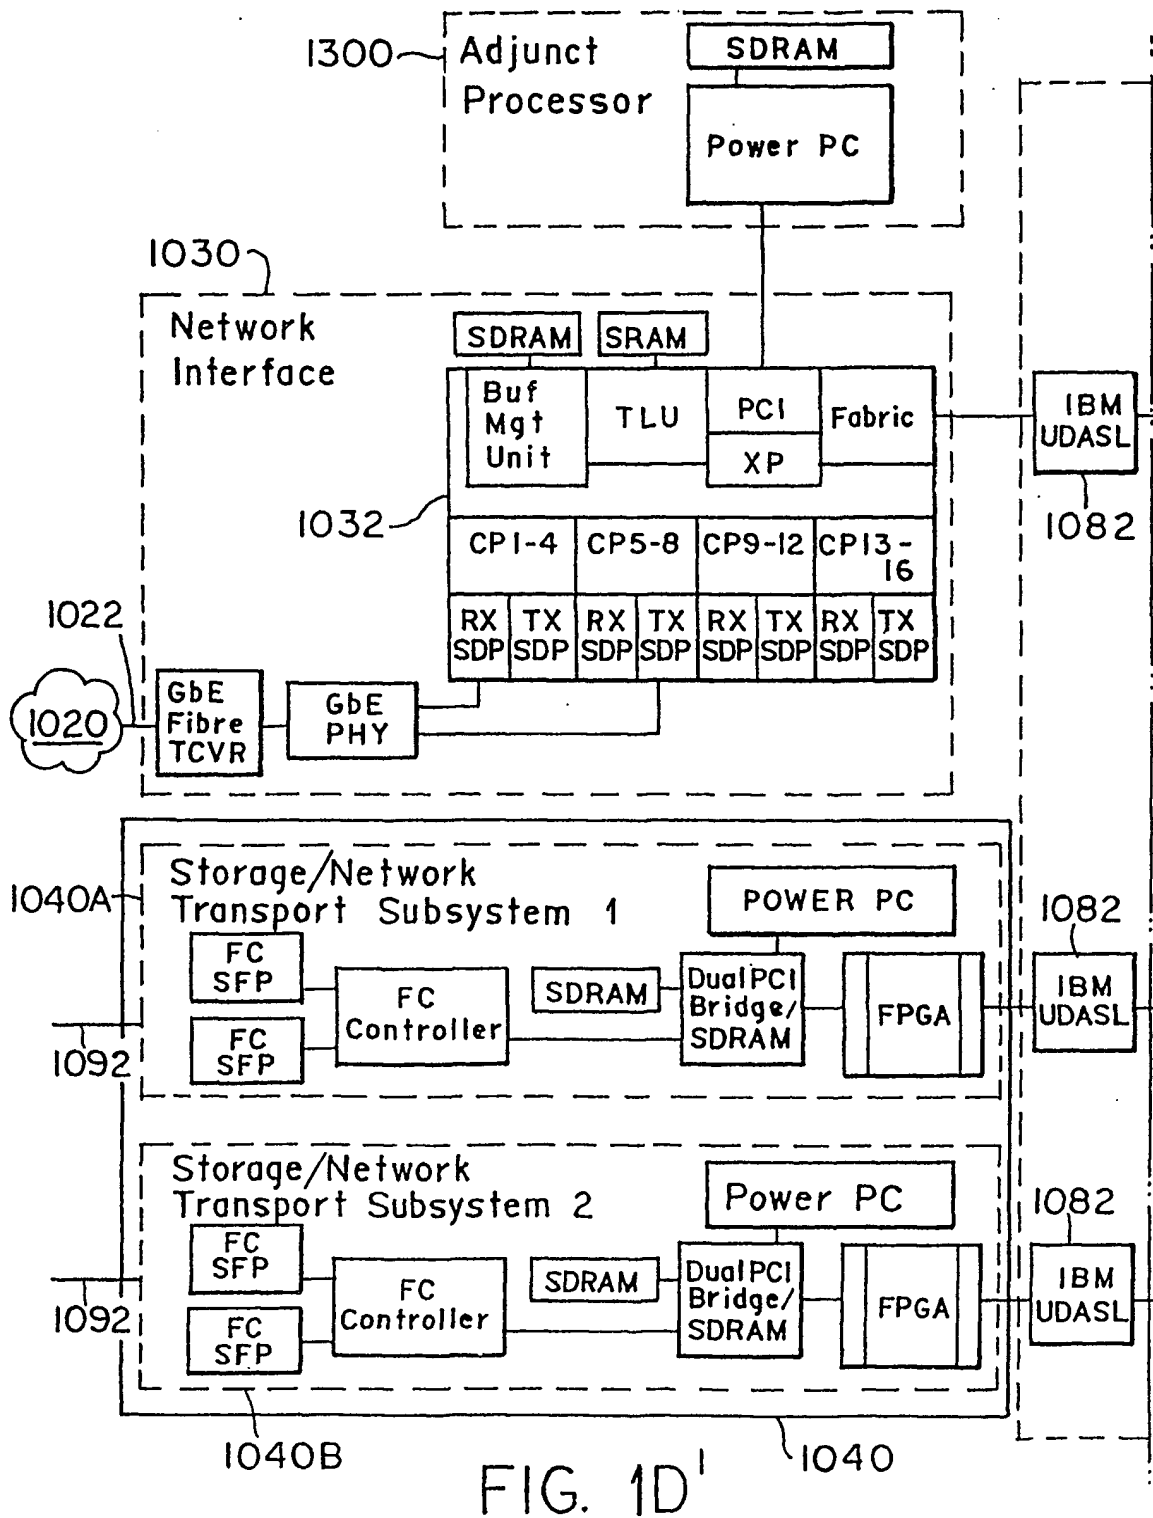 1300
Adjunct
Processor
SDRAM
Power PC
1030
Network
Interface
SDRAM
SRAM
Buf
Mgt
Unit
TLU
PCI
XP
Fabric
IBM
UDASL
1082
1032
CP1-4
CP5-8
CP9-12
CP13-
16
RX
SDP
TX
SDP
RX
SDP
TX
SDP
RX
SDP
TX
SDP
RX
SDP
TX
SDP
1022
1020
GbE
Fibre
TCVR
GbE
PHY
1040A
Storage/Network
Transport Subsystem 1
POWER PC
FC
SFP
FC
SFP
1092
FC
Controller
SDRAM
Dual PCI
Bridge/
SDRAM
FPGA
1082
IBM
UDASL
Storage/Network
Transport Subsystem 2
Power PC
FC
SFP
FC
SFP
1092
FC
Controller
SDRAM
Dual PCI
Bridge/
SDRAM
FPGA
1082
IBM
UDASL
1040B
1040
FIG. 1D'